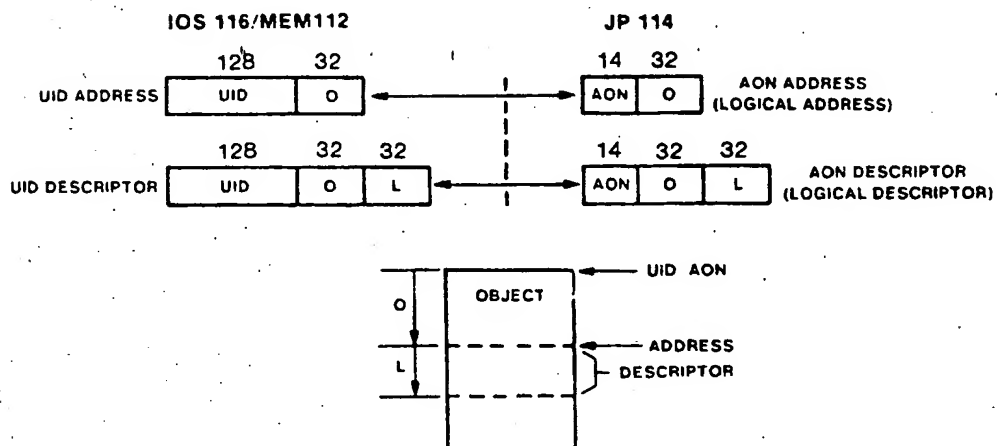 IOS 116/MEM112 JP 114
128 32 14 32
UID ADDRESS UID O AON O AON ADDRESS
(LOGICAL ADDRESS)
128 32 32 14 32 32
UID DESCRIPTOR UID O L AON O L AON DESCRIPTOR
(LOGICAL DESCRIPTOR)
UID AON
OBJECT
O
ADDRESS
L
DESCRIPTOR